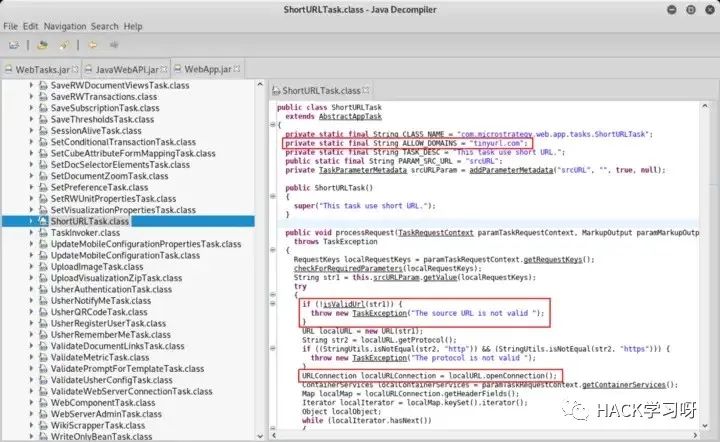 ShortURLTask.class - Java Decompiler
File Edit Navigation Search Help
WebTasks.jar JavaWebAPI.jar WebApp.jar
SaveRWDocumentViewsTask.class
SaveRWTransactions.class
SaveSubscriptionTask.class
SaveThresholdsTask.class
SessionAliveTask.class
SetConditionalTransactionTask.class
SetCubeAttributeFormMappingTask.class
SetDocSelectorElementsTask.class
SetDocumentZoomTask.class
SetPreferenceTask.class
SetRWUnitPropertiesTask.class
SetVisualizationPropertiesTask.class
ShortURLTask.class
TaskInvoker.class
UpdateMobileConfigurationPropertiesTask.class
UpdateMobileConfigurationTask.class
UploadImageTask.class
UploadVisualizationZipTask.class
UsherAuthenticationTask.class
UsherNotifyMeTask.class
UsherQRCodeTask.class
UsherRegisterUserTask.class
UsherRememberMeTask.class
ValidateDocumentLinksTask.class
ValidateMetricTask.class
ValidatePromptForTemplateTask.class
ValidateUsherConfigTask.class
ValidateWebServerConnectionTask.class
WebComponentTask.class
WebServerAdminTask.class
WikiScrapperTask.class
WriteOnlyBeanTask.class
ShortURLTask.class
public class ShortURLTask
extends AbstractAppTask
{
private static final String CLASS_NAME = "com.microstrategy.web.app.tasks.ShortURLTask";
private static final String ALLOW_DOMAINS = "tinyurl.com";
private static final String TASK_DESC = "This task use short URL.";
public static final String PARAM_SRC_URL = "srcURL";
private TaskParameterMetadata srcURLParam = addParameterMetadata("srcURL", "", true, null);
public ShortURLTask()
{
super("This task use short URL.");
}
public void processRequest(TaskRequestContext paramTaskRequestContext, MarkupOutput paramMarkupOutput
throws TaskException
{
RequestKeys localRequestKeys = paramTaskRequestContext.getRequestKeys();
checkForRequiredParameters(localRequestKeys);
String str1 = this.srcURLParam.getValue(localRequestKeys);
try
{
if (!isValidUrl(str1)) {
throw new TaskException("The source URL is not valid ");
}
URL localURL = new URL(str1);
String str2 = localURL.getProtocol();
if ((StringUtils.isNotEqual(str2, "http")) && (StringUtils.isNotEqual(str2, "https"))) {
throw new TaskException("The protocol is not valid ");
}
URLConnection localURLConnection = localURL.openConnection();
ContainerServices localContainerServices = paramTaskRequestContext.getContainerServices();
Map localMap = localURLConnection.getHeaderFields();
Iterator localIterator = localMap.keySet().iterator();
Object localObject;
while (localIterator.hasNext())
{
HACK学习呀